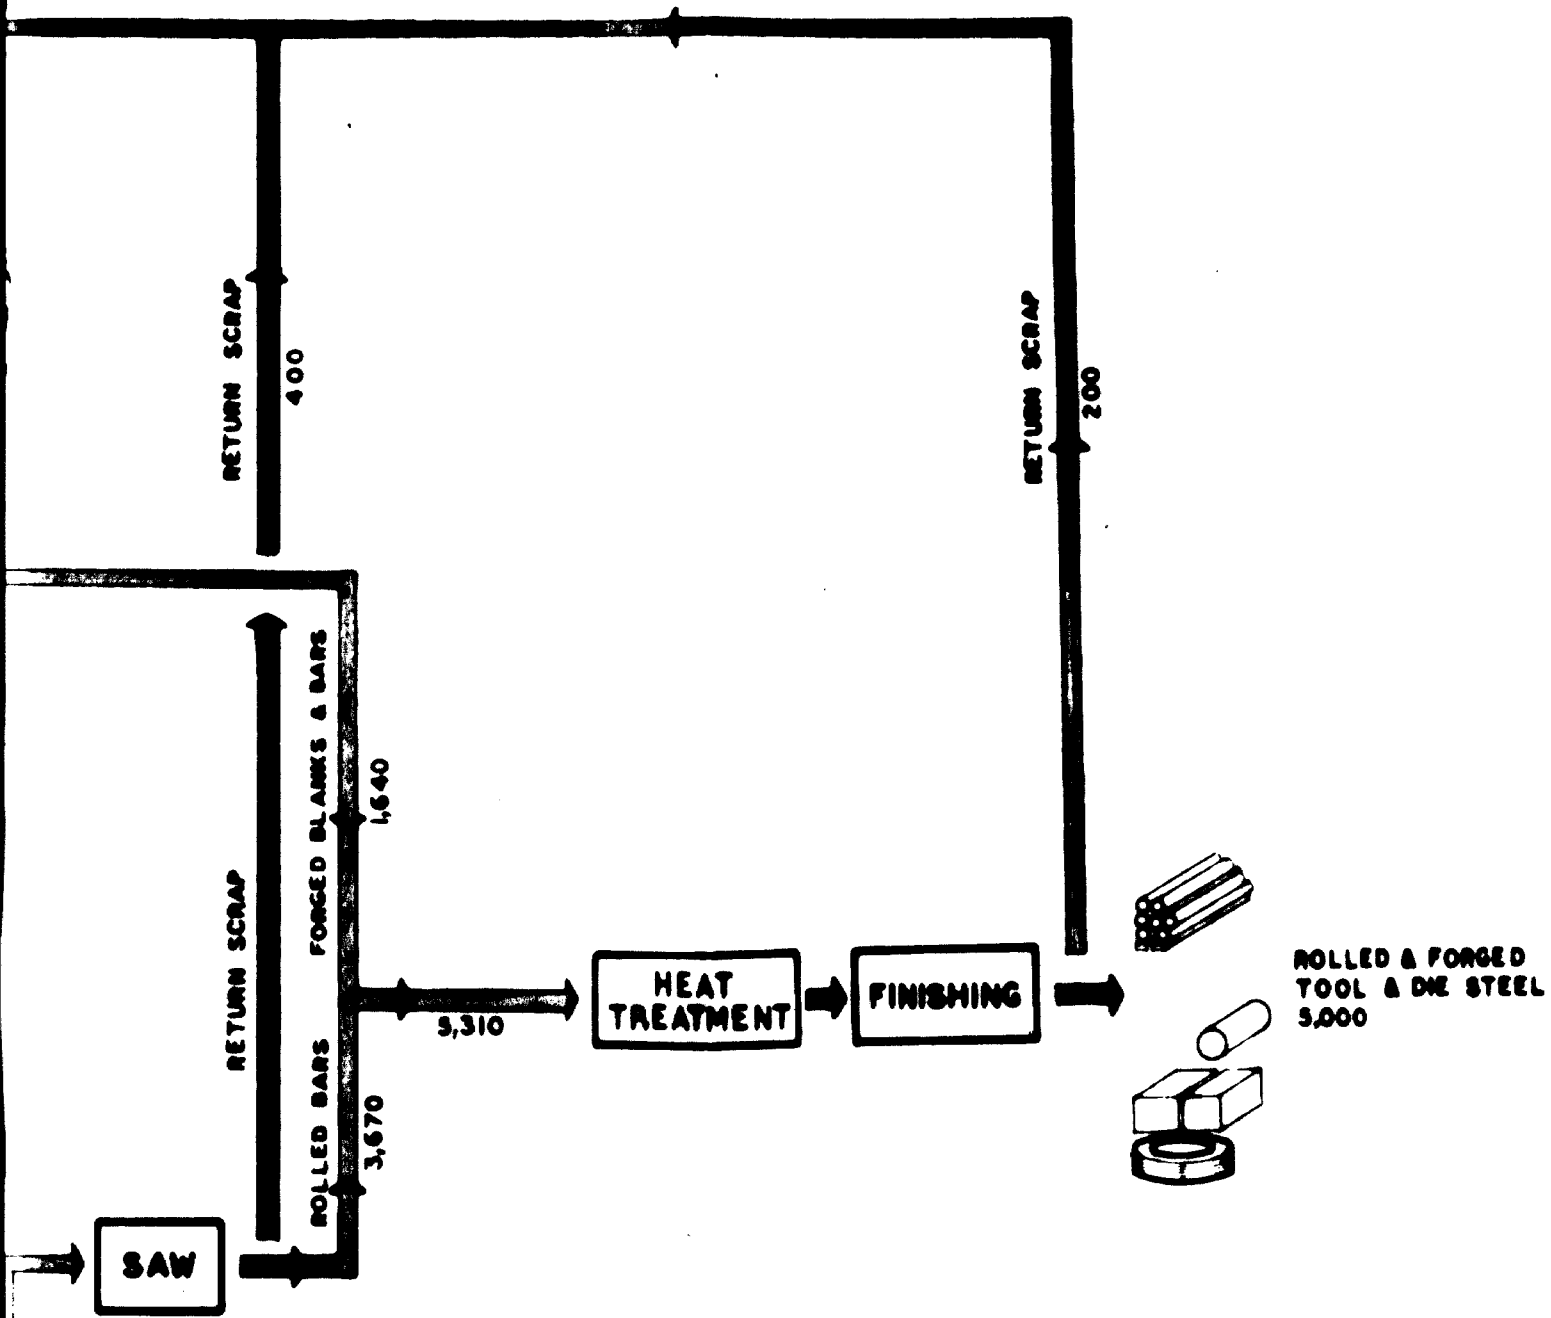 RETURN SCRAP
400
RETURN SCRAP
200
FORGED BLANKS & BARS
1,640
RETURN SCRAP
ROLLED BARS
3,670
5,310
HEAT
TREATMENT
FINISHING
ROLLED & FORGED
TOOL & DIE STEEL
5,000
SAW